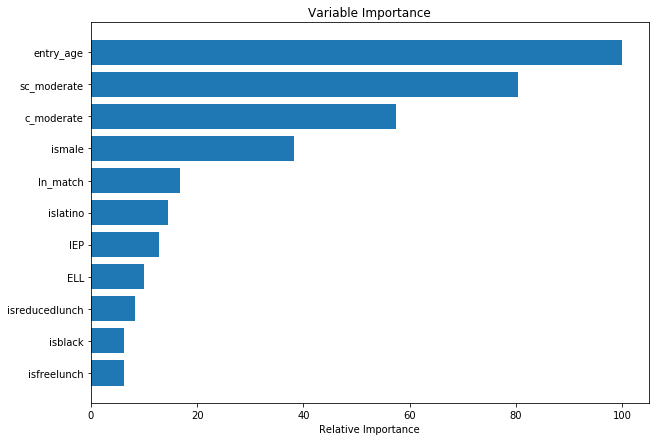 Variable Importance
entry_age
sc_moderate
c_moderate
ismale
ln_match
islatino
IEP
ELL
isreducedlunch
isblack
isfreelunch
0 20 40 60 80 100
Relative Importance